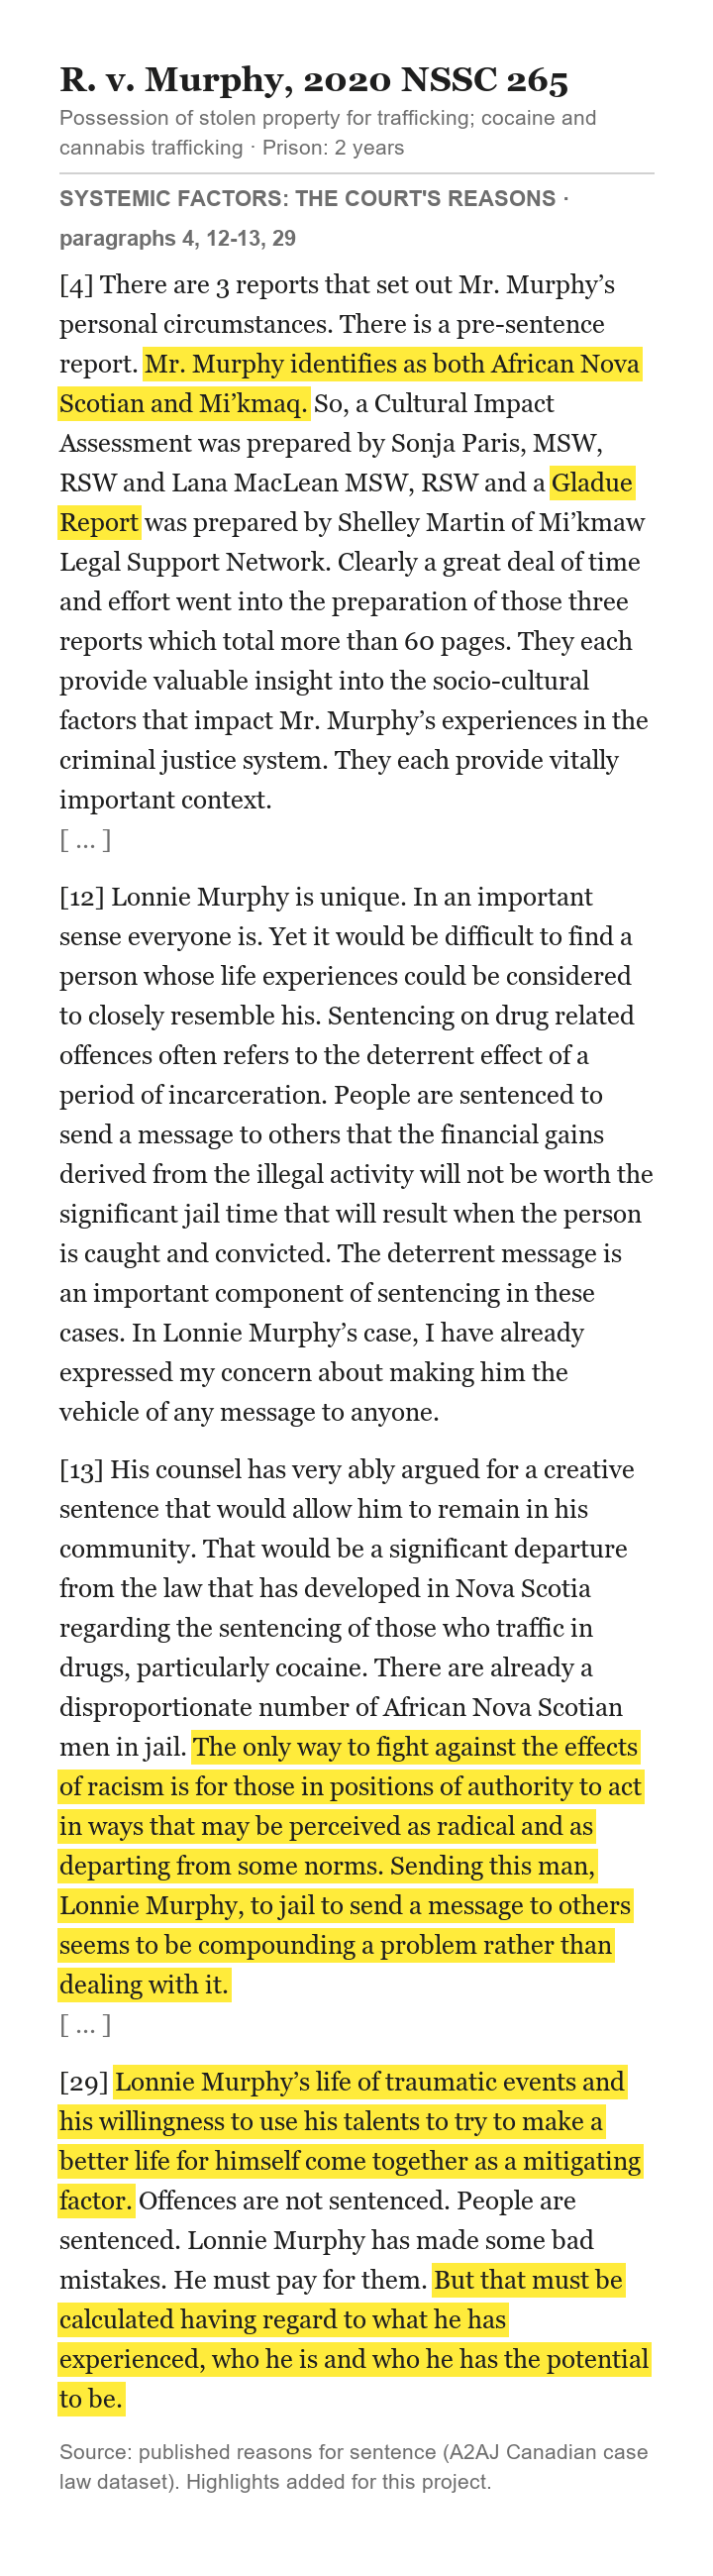 R. v. Murphy, 2020 NSSC 265
Possession of stolen property for trafficking; cocaine and
cannabis trafficking · Prison: 2 years
SYSTEMIC FACTORS: THE COURT'S REASONS ·
paragraphs 4, 12-13, 29
[4] There are 3 reports that set out Mr. Murphy’s
personal circumstances. There is a pre-sentence
report. Mr. Murphy identifies as both African Nova
Scotian and Mi’kmaq. So, a Cultural Impact
Assessment was prepared by Sonja Paris, MSW,
RSW and Lana MacLean MSW, RSW and a Gladue
Report was prepared by Shelley Martin of Mi’kmaw
Legal Support Network. Clearly a great deal of time
and effort went into the preparation of those three
reports which total more than 60 pages. They each
provide valuable insight into the socio-cultural
factors that impact Mr. Murphy’s experiences in the
criminal justice system. They each provide vitally
important context.
[ ... ]
[12] Lonnie Murphy is unique. In an important
sense everyone is. Yet it would be difficult to find a
person whose life experiences could be considered
to closely resemble his. Sentencing on drug related
offences often refers to the deterrent effect of a
period of incarceration. People are sentenced to
send a message to others that the financial gains
derived from the illegal activity will not be worth the
significant jail time that will result when the person
is caught and convicted. The deterrent message is
an important component of sentencing in these
cases. In Lonnie Murphy’s case, I have already
expressed my concern about making him the
vehicle of any message to anyone.
[13] His counsel has very ably argued for a creative
sentence that would allow him to remain in his
community. That would be a significant departure
from the law that has developed in Nova Scotia
regarding the sentencing of those who traffic in
drugs, particularly cocaine. There are already a
disproportionate number of African Nova Scotian
men in jail. The only way to fight against the effects
of racism is for those in positions of authority to act
in ways that may be perceived as radical and as
departing from some norms. Sending this man,
Lonnie Murphy, to jail to send a message to others
seems to be compounding a problem rather than
dealing with it.
[ ... ]
[29] Lonnie Murphy’s life of traumatic events and
his willingness to use his talents to try to make a
better life for himself come together as a mitigating
factor. Offences are not sentenced. People are
sentenced. Lonnie Murphy has made some bad
mistakes. He must pay for them. But that must be
calculated having regard to what he has
experienced, who he is and who he has the potential
to be.
Source: published reasons for sentence (A2AJ Canadian case
law dataset). Highlights added for this project.